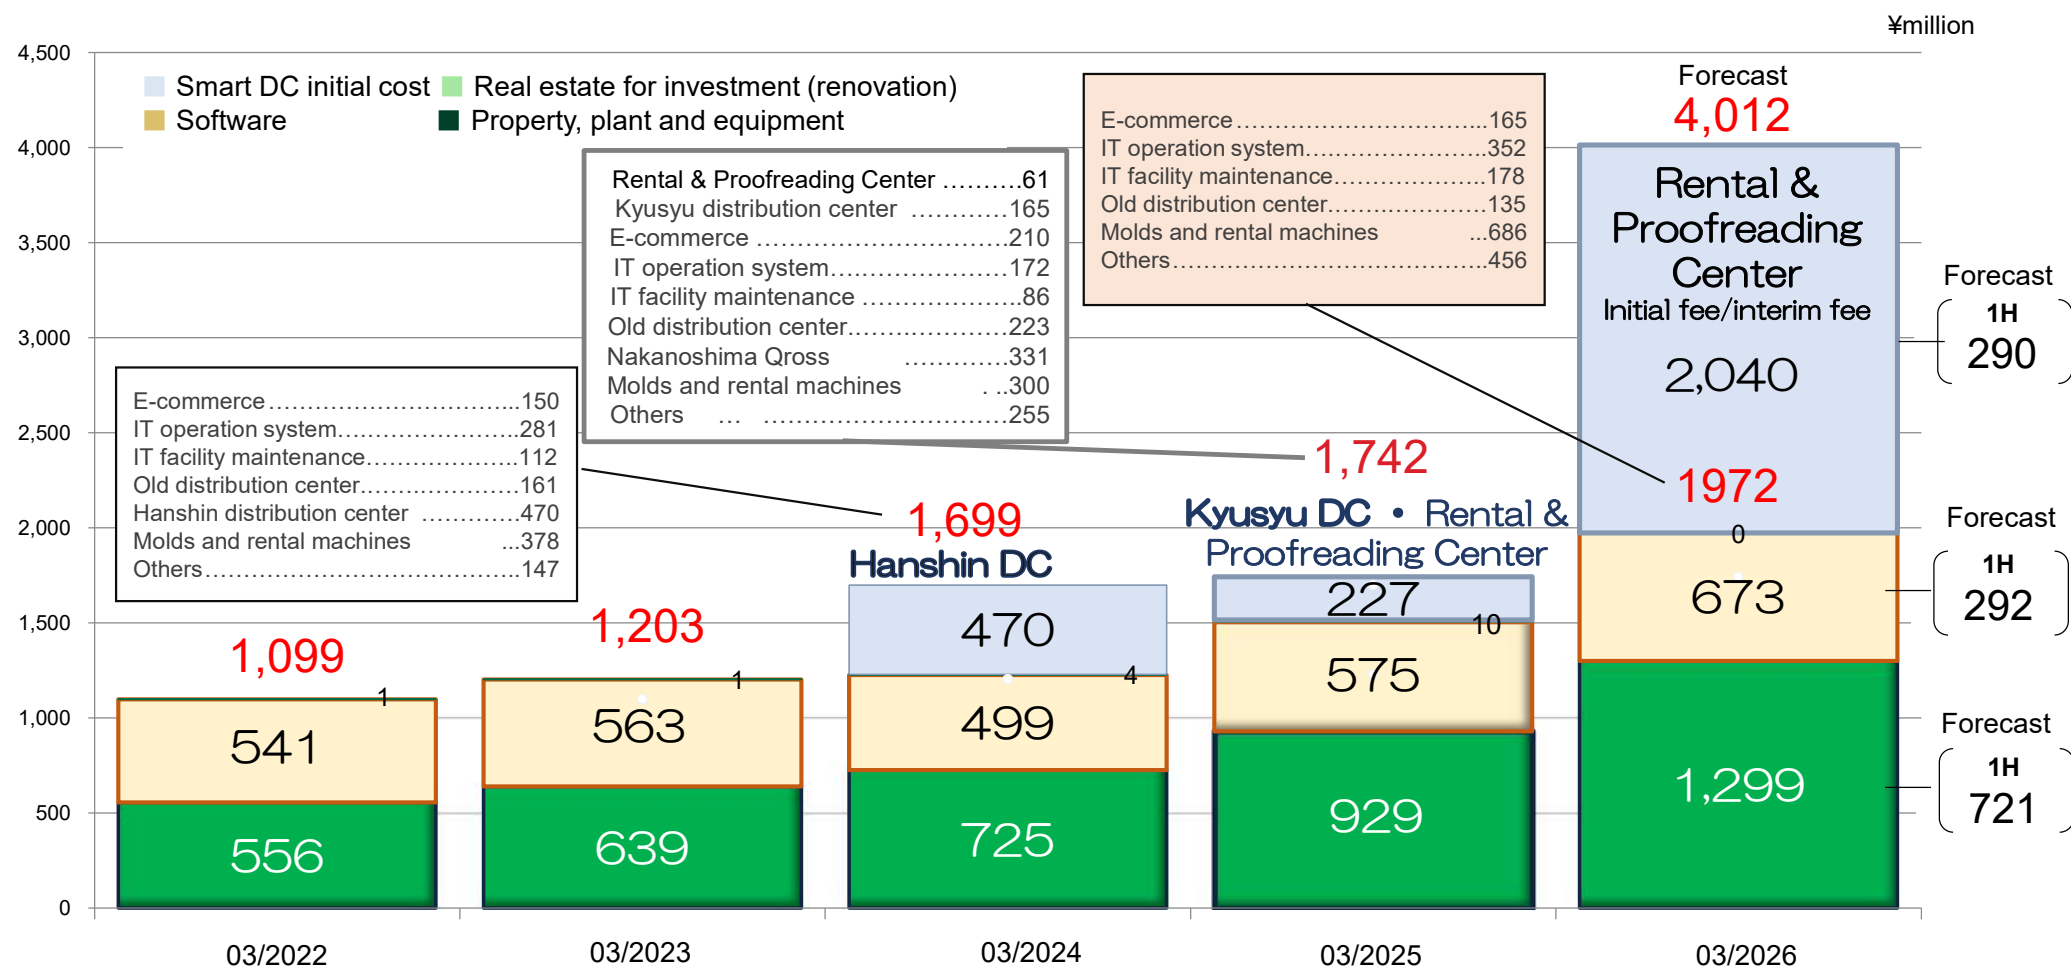 ¥million
4,500
4,000
3,500
3,000
2,500
2,000
1,500
1,000
500
0
Smart DC initial cost
Real estate for investment (renovation)
Software
Property, plant and equipment
E-commerce..............................150
IT operation system.......................281
IT facility maintenance...................112
Old distribution center....................161
Hanshin distribution center ............470
Molds and rental machines ...378
Others....................................147
Rental & Proofreading Center ..........61
Kyusyu distribution center ............165
E-commerce ...............................210
IT operation system......................172
IT facility maintenance ...................86
Old distribution center....................223
Nakanoshima Qross .............331
Molds and rental machines . ..300
Others ... ..............................255
E-commerce..............................165
IT operation system.......................352
IT facility maintenance...................178
Old distribution center....................135
Molds and rental machines ...686
Others....................................456
1,099
1
541
556
1,203
1
563
639
1,699
Hanshin DC
470
4
499
725
1,742
Kyusyu DC • Rental &
Proofreading Center
227
10
575
929
Forecast
4,012
Rental &
Proofreading
Center
Initial fee/interim fee
2,040
1972
0
673
1,299
Forecast
1H
290
Forecast
1H
292
Forecast
1H
721
03/2022
03/2023
03/2024
03/2025
03/2026